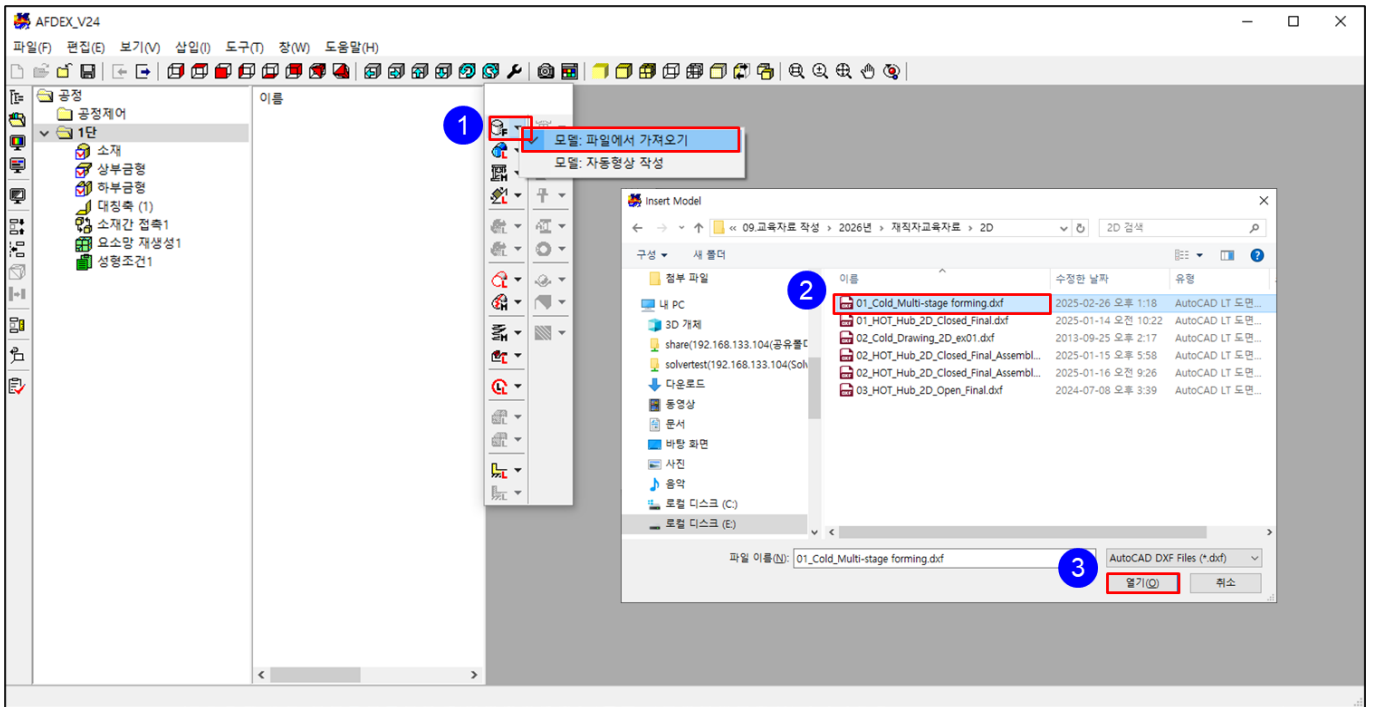 AFDEX_V24
파일(F) 편집(E) 보기(V) 삽입(I) 도구(T) 창(W) 도움말(H)
공정
공정제어
1단
소재
상부금형
하부금형
대칭축 (1)
소재간 접촉1
요소망 재생성1
성형조건1
이름
1
모델: 파일에서 가져오기
모델: 자동형상 작성
Insert Model
« 09.교육자료 작성 › 2026년 › 재직자교육자료 › 2D
2D 검색
구성 새 폴더
첨부 파일
내 PC
3D 개체
share(192.168.133.104(공유폴더
solvertest(192.168.133.104(Solv
다운로드
동영상
문서
바탕 화면
사진
음악
로컬 디스크 (C:)
로컬 디스크 (E:)
2
이름 수정한 날짜 유형
01_Cold_Multi-stage forming.dxf 2025-02-26 오후 1:18 AutoCAD LT 도면...
01_HOT_Hub_2D_Closed_Final.dxf 2025-01-14 오전 10:22 AutoCAD LT 도면...
02_Cold_Drawing_2D_ex01.dxf 2013-09-25 오후 2:17 AutoCAD LT 도면...
02_HOT_Hub_2D_Closed_Final_Assembl... 2025-01-15 오후 5:58 AutoCAD LT 도면...
02_HOT_Hub_2D_Closed_Final_Assembl... 2025-01-16 오전 9:26 AutoCAD LT 도면...
03_HOT_Hub_2D_Open_Final.dxf 2024-07-08 오후 3:39 AutoCAD LT 도면...
파일 이름(N): 01_Cold_Multi-stage forming.dxf AutoCAD DXF Files (*.dxf)
3
열기(O) 취소